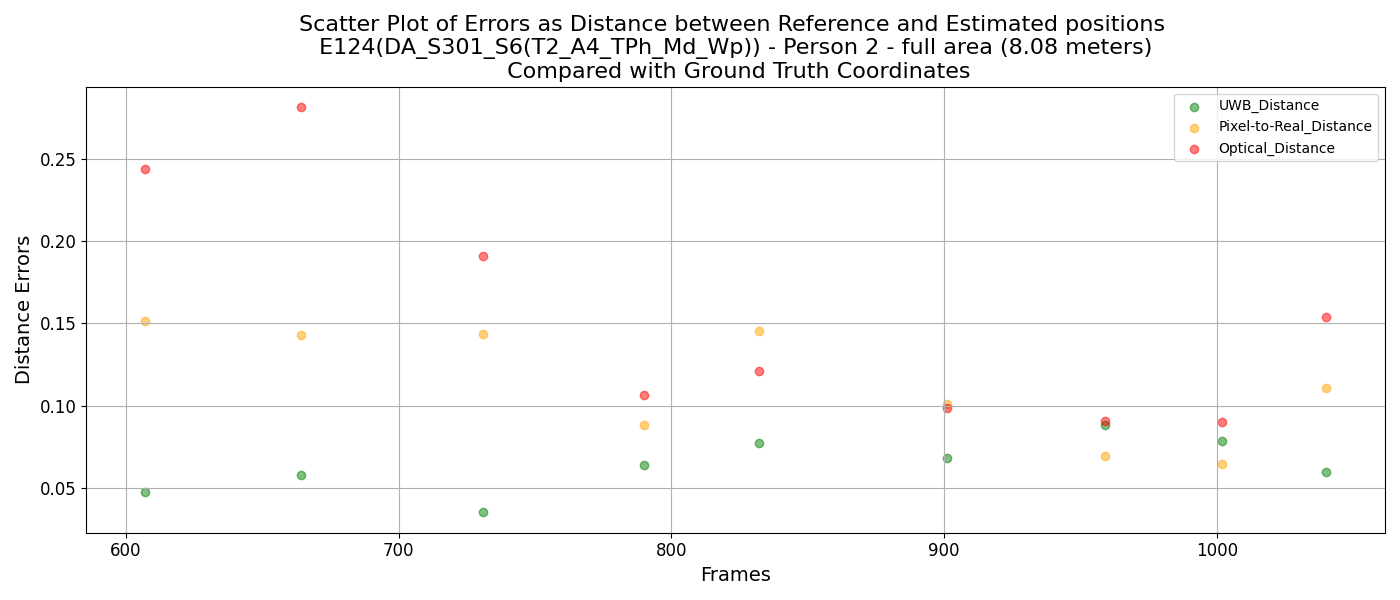 Scatter Plot of Errors as Distance between Reference and Estimated positions
E124(DA_S301_S6(T2_A4_TPh_Md_Wp)) - Person 2 - full area (8.08 meters)
Compared with Ground Truth Coordinates
UWB_Distance
Pixel-to-Real_Distance
Optical_Distance
Distance Errors
0.25
0.20
0.15
0.10
0.05
600 700 800 900 1000
Frames